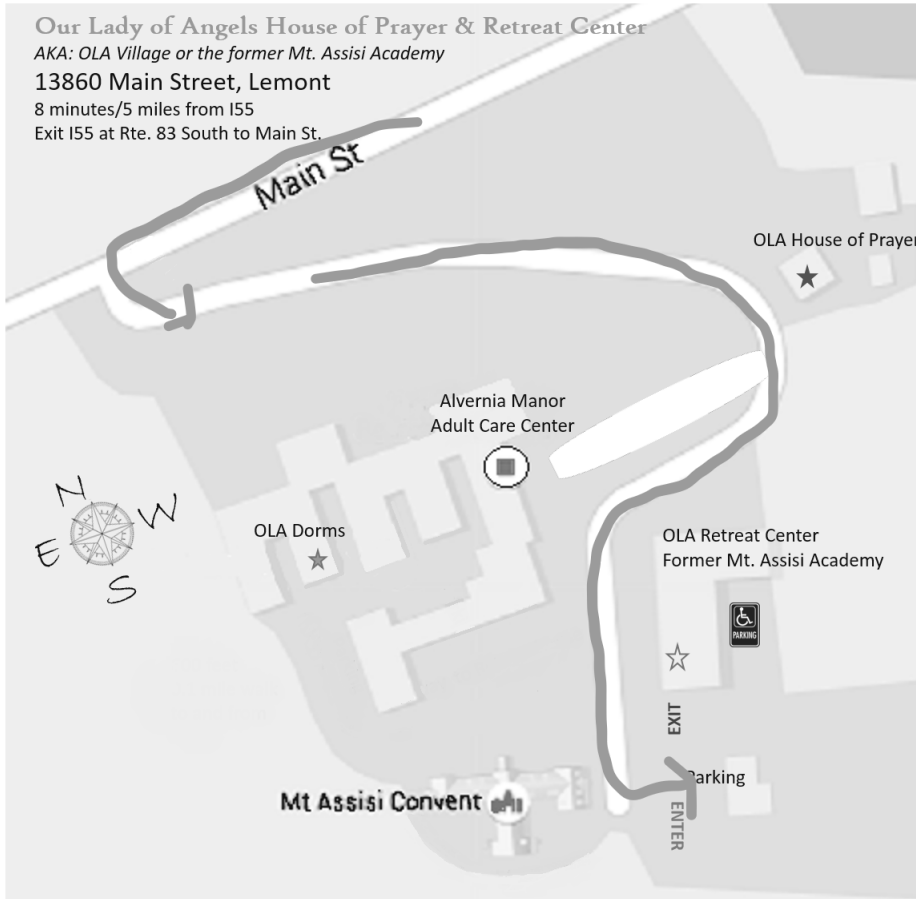 Our Lady of Angels House of Prayer & Retreat Center
AKA: OLA Village or the former Mt. Assisi Academy
13860 Main Street, Lemont
8 minutes/5 miles from I55
Exit I55 at Rte. 83 South to Main St.
Main St
OLA House of Prayer
Alvernia Manor
Adult Care Center
N
W
E
S
OLA Dorms
OLA Retreat Center
Former Mt. Assisi Academy
PARKING
EXIT
Parking
Mt Assisi Convent
ENTER